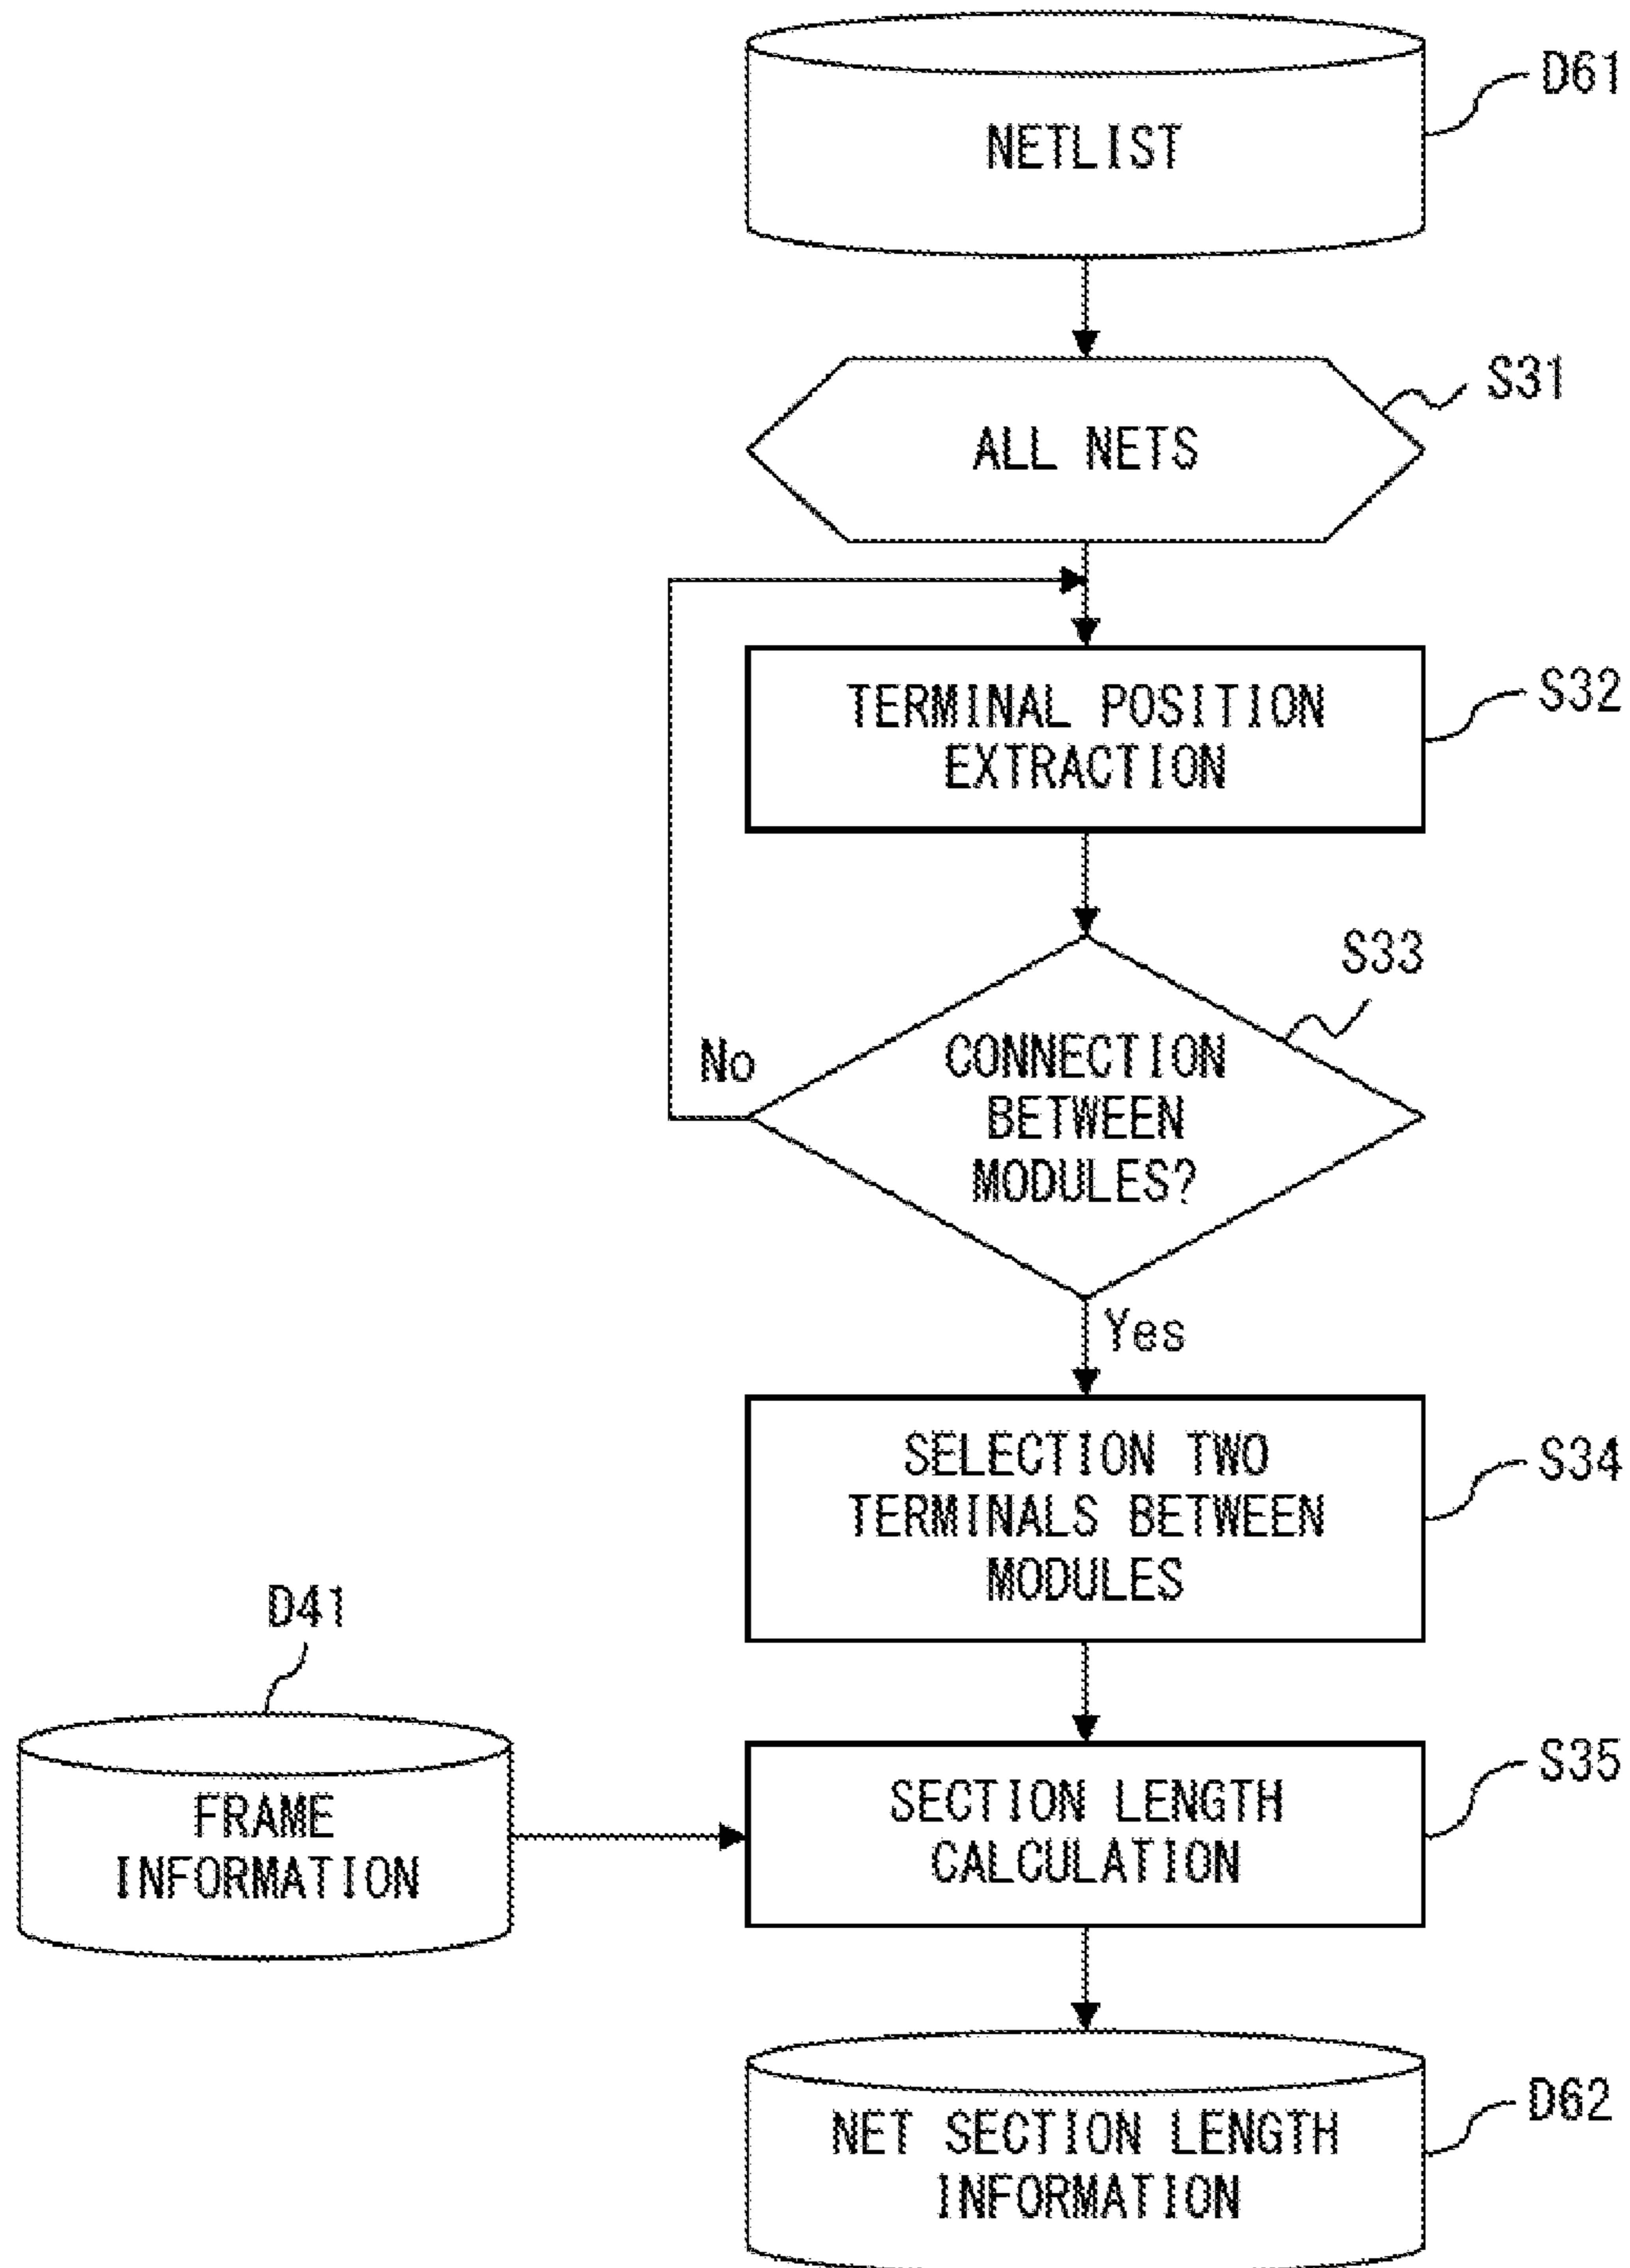 D61
NETLIST
S31
ALL NETS
S32
TERMINAL POSITION
EXTRACTION
S33
No
CONNECTION
BETWEEN
MODULES?
Yes
S34
SELECTION TWO
TERMINALS BETWEEN
MODULES
D41
FRAME
INFORMATION
S35
SECTION LENGTH
CALCULATION
D62
NET SECTION LENGTH
INFORMATION